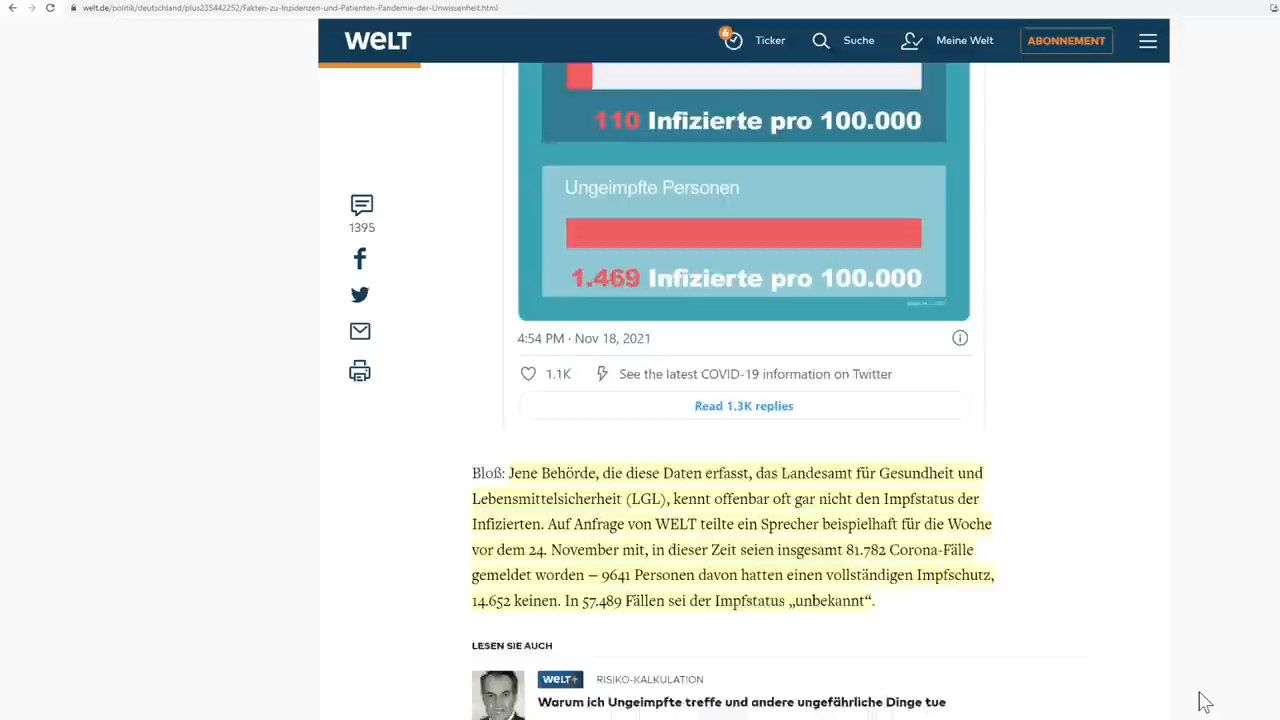 welt.de/politik/deutschland/plus235442252/Fakten-zu-Inzidenzen-und-Patienten-Pandemie-der-Unwissenheit.html
WELT
6
Ticker
Suche
Meine Welt
ABONNEMENT
110 Infizierte pro 100.000
Ungeimpfte Personen
1.469 Infizierte pro 100.000
1395
4:54 PM · Nov 18, 2021
1.1K
See the latest COVID-19 information on Twitter
Read 1.3K replies
Bloß: Jene Behörde, die diese Daten erfasst, das Landesamt für Gesundheit und
Lebensmittelsicherheit (LGL), kennt offenbar oft gar nicht den Impfstatus der
Infizierten. Auf Anfrage von WELT teilte ein Sprecher beispielhaft für die Woche
vor dem 24. November mit, in dieser Zeit seien insgesamt 81.782 Corona-Fälle
gemeldet worden – 9641 Personen davon hatten einen vollständigen Impfschutz,
14.652 keinen. In 57.489 Fällen sei der Impfstatus „unbekannt“.
LESEN SIE AUCH
WELT+ RISIKO-KALKULATION
Warum ich Ungeimpfte treffe und andere ungefährliche Dinge tue